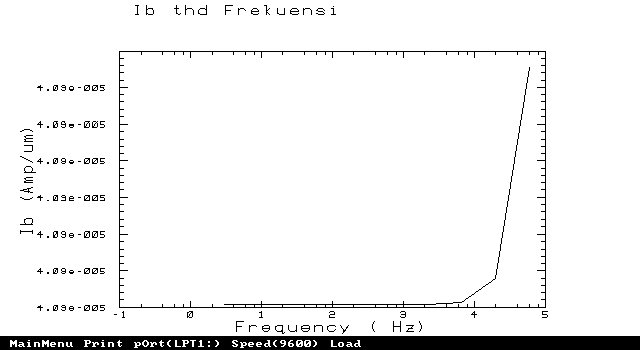 Ib thd Frekuensi
4.09e-005
4.09e-005
4.09e-005
4.09e-005
4.09e-005
4.09e-005
4.09e-005
Ib (Amp/um)
-1 0 1 2 3 4 5
Frequency ( Hz)
MainMenu Print pOrt(LPT1:) Speed(9600) Load